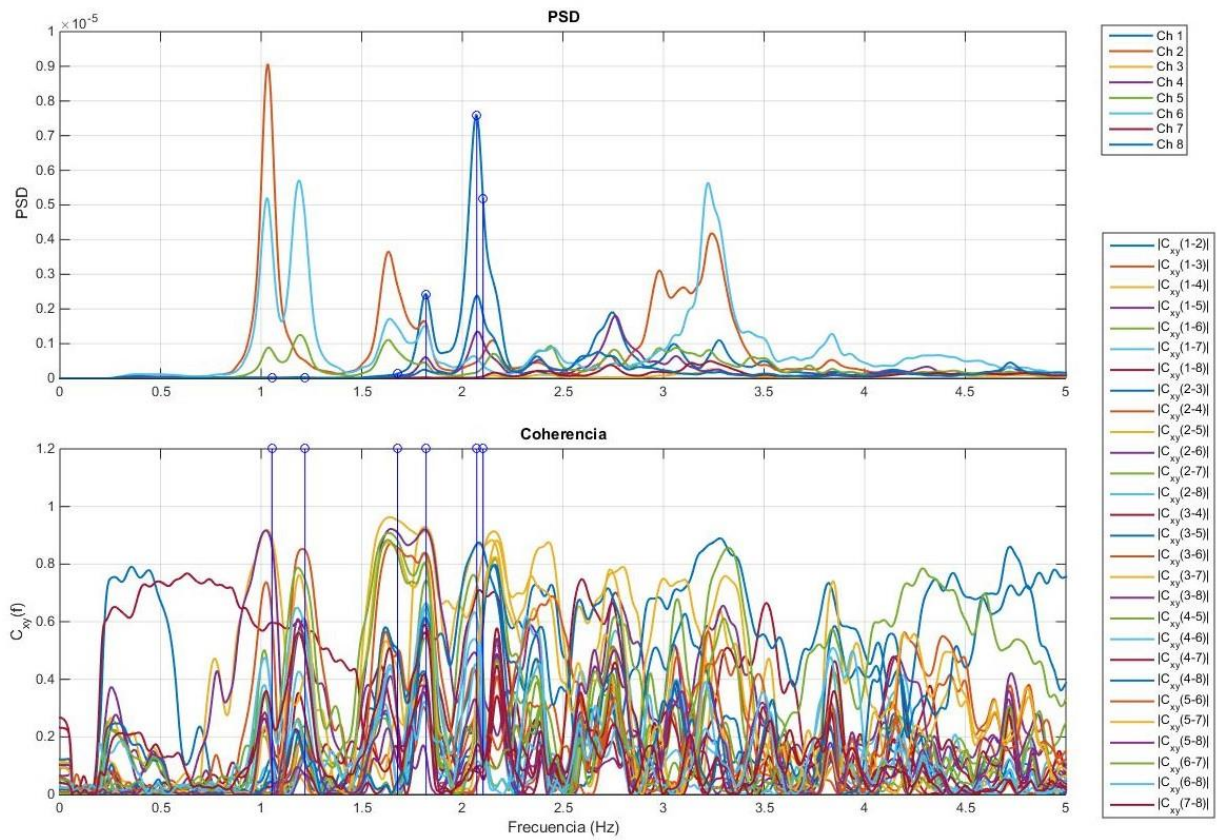 PSD
×10^-5
1
0.9
0.8
0.7
0.6
0.5
0.4
0.3
0.2
0.1
0
PSD
0 0.5 1 1.5 2 2.5 3 3.5 4 4.5 5
Ch 1
Ch 2
Ch 3
Ch 4
Ch 5
Ch 6
Ch 7
Ch 8
Coherencia
1.2
1
0.8
0.6
0.4
0.2
0
C_xy(f)
0 0.5 1 1.5 2 2.5 3 3.5 4 4.5 5
Frecuencia (Hz)
|C_xy(1-2)|
|C_xy(1-3)|
|C_xy(1-4)|
|C_xy(1-5)|
|C_xy(1-6)|
|C_xy(1-7)|
|C_xy(1-8)|
|C_xy(2-3)|
|C_xy(2-4)|
|C_xy(2-5)|
|C_xy(2-6)|
|C_xy(2-7)|
|C_xy(2-8)|
|C_xy(3-4)|
|C_xy(3-5)|
|C_xy(3-6)|
|C_xy(3-7)|
|C_xy(3-8)|
|C_xy(4-5)|
|C_xy(4-6)|
|C_xy(4-7)|
|C_xy(4-8)|
|C_xy(5-6)|
|C_xy(5-7)|
|C_xy(5-8)|
|C_xy(6-7)|
|C_xy(6-8)|
|C_xy(7-8)|